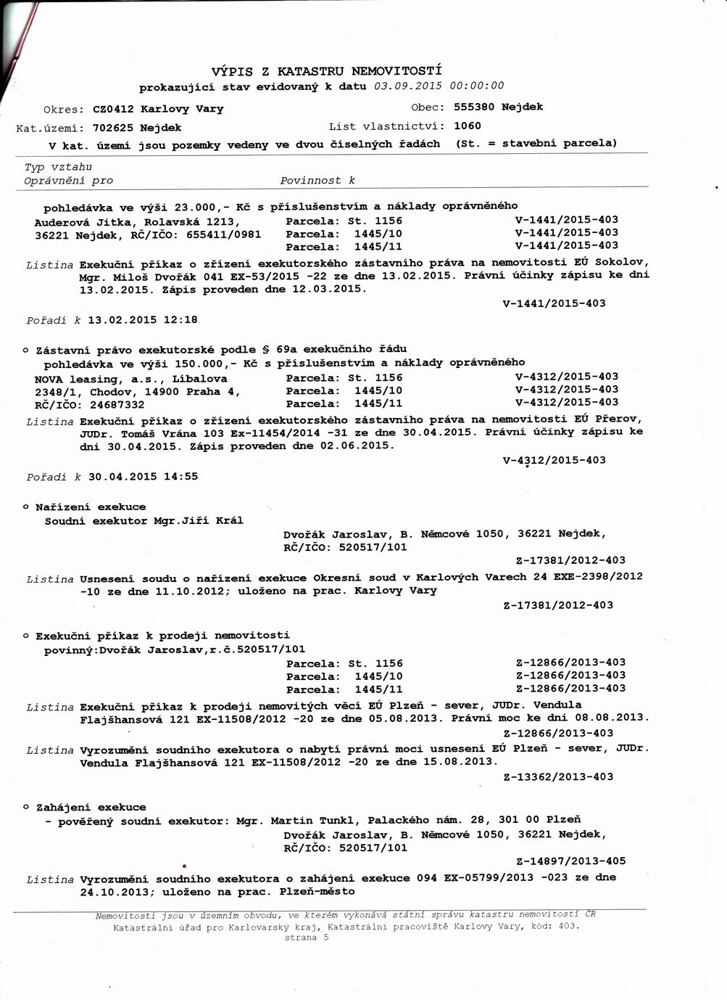 VÝPIS Z KATASTRU NEMOVITOSTÍ
prokazující stav evidovaný k datu 03.09.2015 00:00:00
Okres: CZ0412 Karlovy Vary Obec: 555380 Nejdek
Kat.území: 702625 Nejdek List vlastnictví: 1060
V kat. území jsou pozemky vedeny ve dvou číselných řadách (St. = stavební parcela)
Typ vztahu
Oprávnění pro Povinnost k
pohledávka ve výši 23.000,- Kč s příslušenstvím a náklady oprávněného
Auderová Jitka, Rolavská 1213, Parcela: St. 1156 V-1441/2015-403
36221 Nejdek, RČ/IČO: 655411/0981 Parcela: 1445/10 V-1441/2015-403
Parcela: 1445/11 V-1441/2015-403
Listina Exekuční příkaz o zřízení exekutorského zástavního práva na nemovitosti EÚ Sokolov,
Mgr. Miloš Dvořák 041 EX-53/2015 -22 ze dne 13.02.2015. Právní účinky zápisu ke dni
13.02.2015. Zápis proveden dne 12.03.2015.
V-1441/2015-403
Pořadí k 13.02.2015 12:18
o Zástavní právo exekutorské podle § 69a exekučního řádu
pohledávka ve výši 150.000,- Kč s příslušenstvím a náklady oprávněného
NOVA leasing, a.s., Líbalova Parcela: St. 1156 V-4312/2015-403
2348/1, Chodov, 14900 Praha 4, Parcela: 1445/10 V-4312/2015-403
RČ/IČO: 24687332 Parcela: 1445/11 V-4312/2015-403
Listina Exekuční příkaz o zřízení exekutorského zástavního práva na nemovitosti EÚ Přerov,
JUDr. Tomáš Vrána 103 Ex-11454/2014 -31 ze dne 30.04.2015. Právní účinky zápisu ke
dni 30.04.2015. Zápis proveden dne 02.06.2015.
V-4312/2015-403
Pořadí k 30.04.2015 14:55
o Nařízení exekuce
Soudní exekutor Mgr.Jiří Král
Dvořák Jaroslav, B. Němcové 1050, 36221 Nejdek,
RČ/IČO: 520517/101
Z-17381/2012-403
Listina Usnesení soudu o nařízení exekuce Okresní soud v Karlových Varech 24 EXE-2398/2012
-10 ze dne 11.10.2012; uloženo na prac. Karlovy Vary
Z-17381/2012-403
o Exekuční příkaz k prodeji nemovitosti
povinný:Dvořák Jaroslav,r.č.520517/101
Parcela: St. 1156 Z-12866/2013-403
Parcela: 1445/10 Z-12866/2013-403
Parcela: 1445/11 Z-12866/2013-403
Listina Exekuční příkaz k prodeji nemovitých věcí EÚ Plzeň - sever, JUDr. Vendula
Flajšhansová 121 EX-11508/2012 -20 ze dne 05.08.2013. Právní moc ke dni 08.08.2013.
Z-12866/2013-403
Listina Vyrozumění soudního exekutora o nabytí právní moci usnesení EÚ Plzeň - sever, JUDr.
Vendula Flajšhansová 121 EX-11508/2012 -20 ze dne 15.08.2013.
Z-13362/2013-403
o Zahájení exekuce
- pověřený soudní exekutor: Mgr. Martin Tunkl, Palackého nám. 28, 301 00 Plzeň
Dvořák Jaroslav, B. Němcové 1050, 36221 Nejdek,
RČ/IČO: 520517/101
Z-14897/2013-405
Listina Vyrozumění soudního exekutora o zahájení exekuce 094 EX-05799/2013 -023 ze dne
24.10.2013; uloženo na prac. Plzeň-město
Nemovitosti jsou v územním obvodu, ve kterém vykonává státní správu katastru nemovitostí ČR
Katastrální úřad pro Karlovarský kraj, Katastrální pracoviště Karlovy Vary, kód: 403.
strana 5